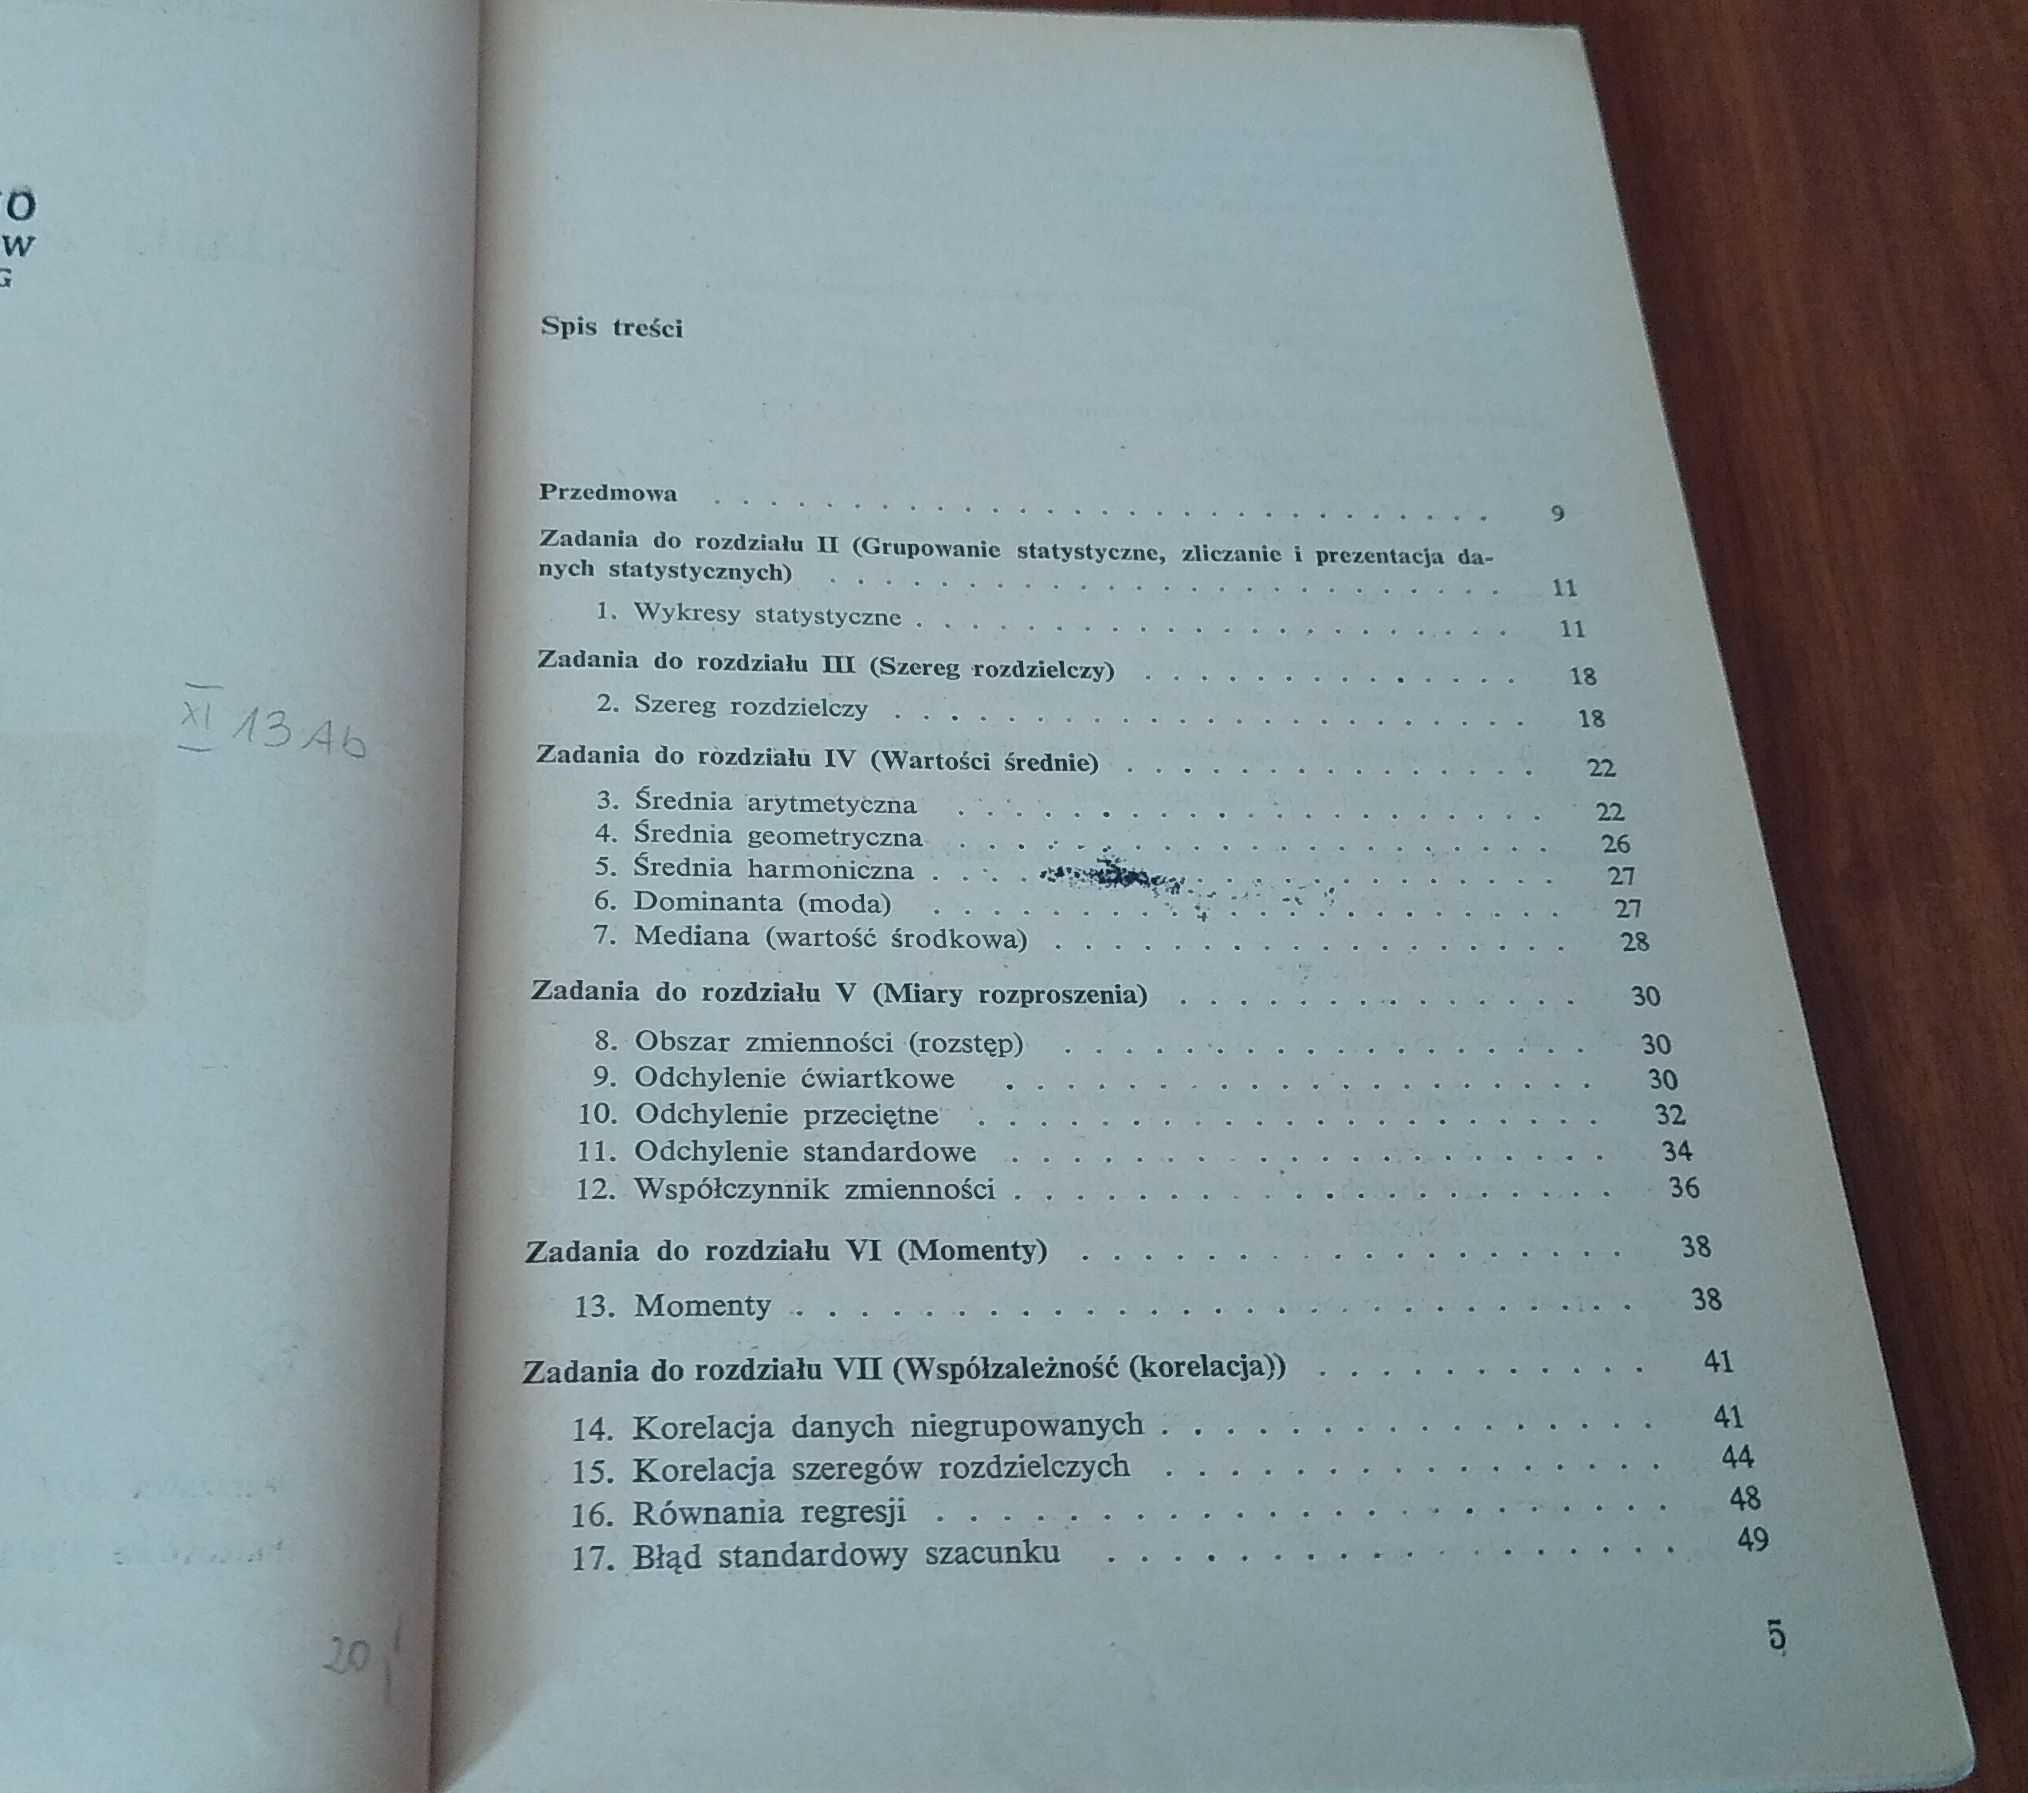 O
W
G
XI 13 Ab
20,
Spis treści
Przedmowa . . . . . . . . . . . . . . . . . . . . . . . . . . . . 9
Zadania do rozdziału II (Grupowanie statystyczne, zliczanie i prezentacja da-
nych statystycznych) . . . . . . . . . . . . . . . . . . . . . . . . 11
1. Wykresy statystyczne . . . . . . . . . . . . . . . . . . . . . . 11
Zadania do rozdziału III (Szereg rozdzielczy) . . . . . . . . . . . . . . 18
2. Szereg rozdzielczy . . . . . . . . . . . . . . . . . . . . . . . 18
Zadania do rozdziału IV (Wartości średnie) . . . . . . . . . . . . . . . 22
3. Średnia arytmetyczna . . . . . . . . . . . . . . . . . . . . . 22
4. Średnia geometryczna . . . . . . . . . . . . . . . . . . . . . 26
5. Średnia harmoniczna . . . . . . . . . . . . . . . . . . . . . . 27
6. Dominanta (moda) . . . . . . . . . . . . . . . . . . . . . . 27
7. Mediana (wartość środkowa) . . . . . . . . . . . . . . . . . . 28
Zadania do rozdziału V (Miary rozproszenia) . . . . . . . . . . . . . . 30
8. Obszar zmienności (rozstęp) . . . . . . . . . . . . . . . . . . 30
9. Odchylenie ćwiartkowe . . . . . . . . . . . . . . . . . . . . 30
10. Odchylenie przeciętne . . . . . . . . . . . . . . . . . . . . . 32
11. Odchylenie standardowe . . . . . . . . . . . . . . . . . . . . 34
12. Współczynnik zmienności . . . . . . . . . . . . . . . . . . . . 36
Zadania do rozdziału VI (Momenty) . . . . . . . . . . . . . . . . . . 38
13. Momenty . . . . . . . . . . . . . . . . . . . . . . . . . . . 38
Zadania do rozdziału VII (Współzależność (korelacja)) . . . . . . . . . . . 41
14. Korelacja danych niegrupowanych . . . . . . . . . . . . . . . . 41
15. Korelacja szeregów rozdzielczych . . . . . . . . . . . . . . . . 44
16. Równania regresji . . . . . . . . . . . . . . . . . . . . . . . 48
17. Błąd standardowy szacunku . . . . . . . . . . . . . . . . . . 49
5